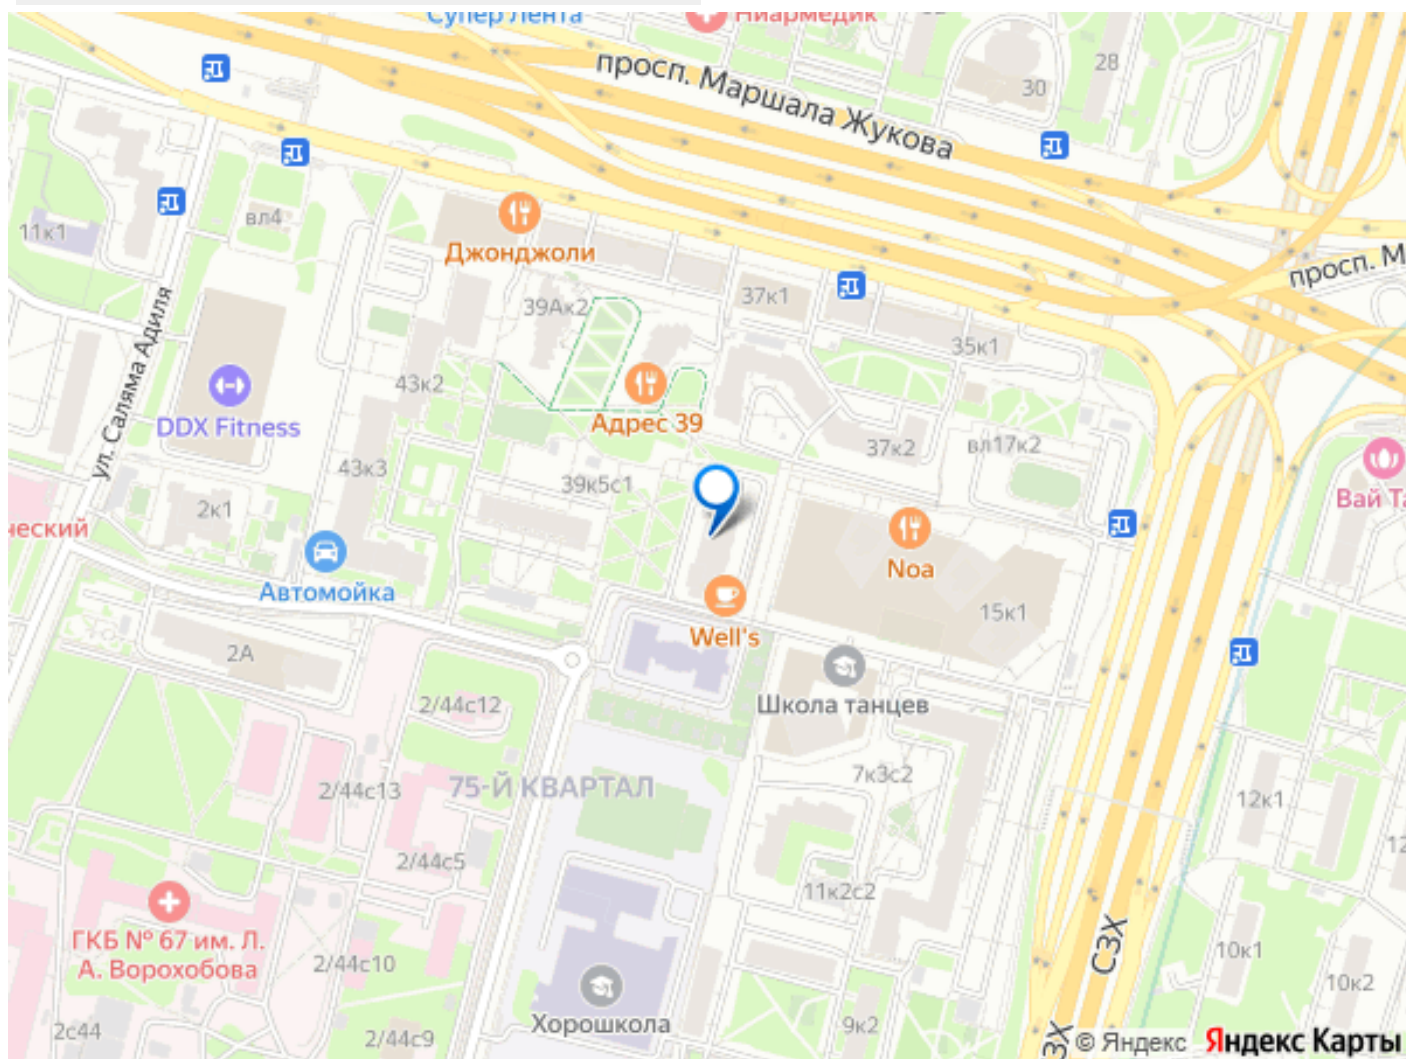 Супер Лента
Ниармедик
28
30
просп. Маршала Жукова
11к1
вл4
Джонджоли
просп. М
39Ак2
37к1
35к1
ул. Саляма Адиля
43к2
DDX Fitness
Адрес 39
37к2
вл17к2
43к3
39к5с1
2к1
Вай Та
ческий
Автомойка
Noa
15к1
Well's
2А
2/44с12
Школа танцев
7к3с2
75-Й КВАРТАЛ
2/44с13
12к1
12
2/44с5
11к2с2
ГКБ № 67 им. Л.
А. Ворохобова
2/44с10
СЗХ
10к1
10к2
Хорошкола
2с44
2/44с9
9к2
ЗХ
© Яндекс Яндекс Карты